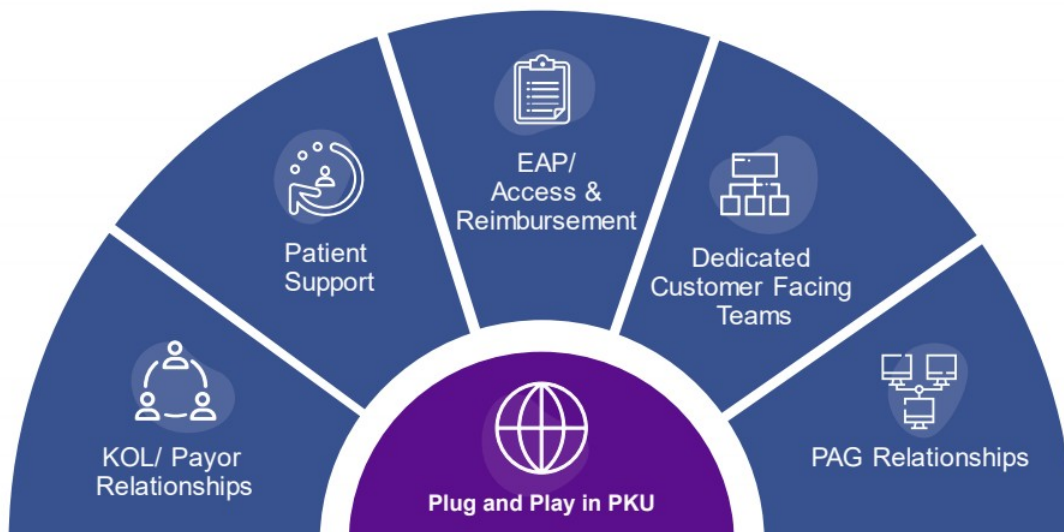 KOL/ Payor
Relationships
Patient
Support
EAP/
Access &
Reimbursement
Dedicated
Customer Facing
Teams
PAG Relationships
Plug and Play in PKU